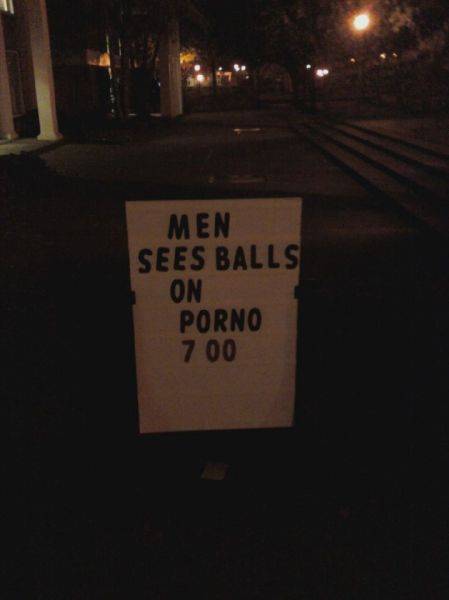 MEN
SEES BALLS
ON
PORNO
7 00